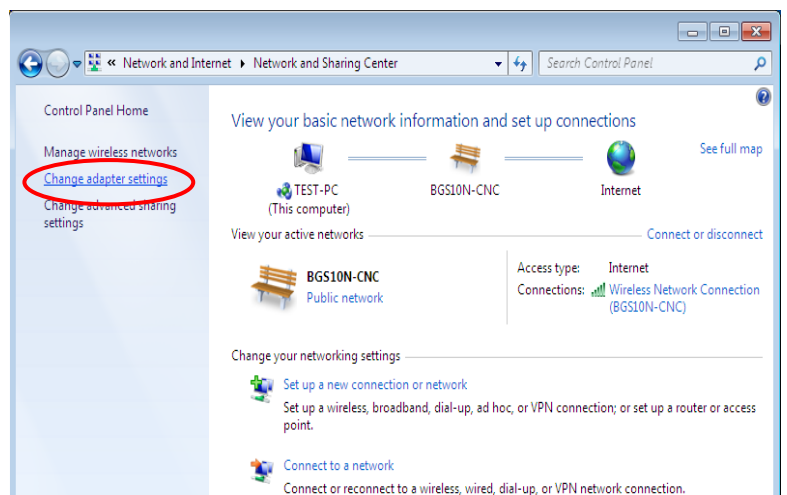 « Network and Internet ▸ Network and Sharing Center
Search Control Panel
Control Panel Home
Manage wireless networks
Change adapter settings
Change advanced sharing
settings
View your basic network information and set up connections
See full map
TEST-PC
(This computer)
BGS10N-CNC
Internet
View your active networks
Connect or disconnect
BGS10N-CNC
Public network
Access type: Internet
Connections: Wireless Network Connection
(BGS10N-CNC)
Change your networking settings
Set up a new connection or network
Set up a wireless, broadband, dial-up, ad hoc, or VPN connection; or set up a router or access
point.
Connect to a network
Connect or reconnect to a wireless, wired, dial-up, or VPN network connection.